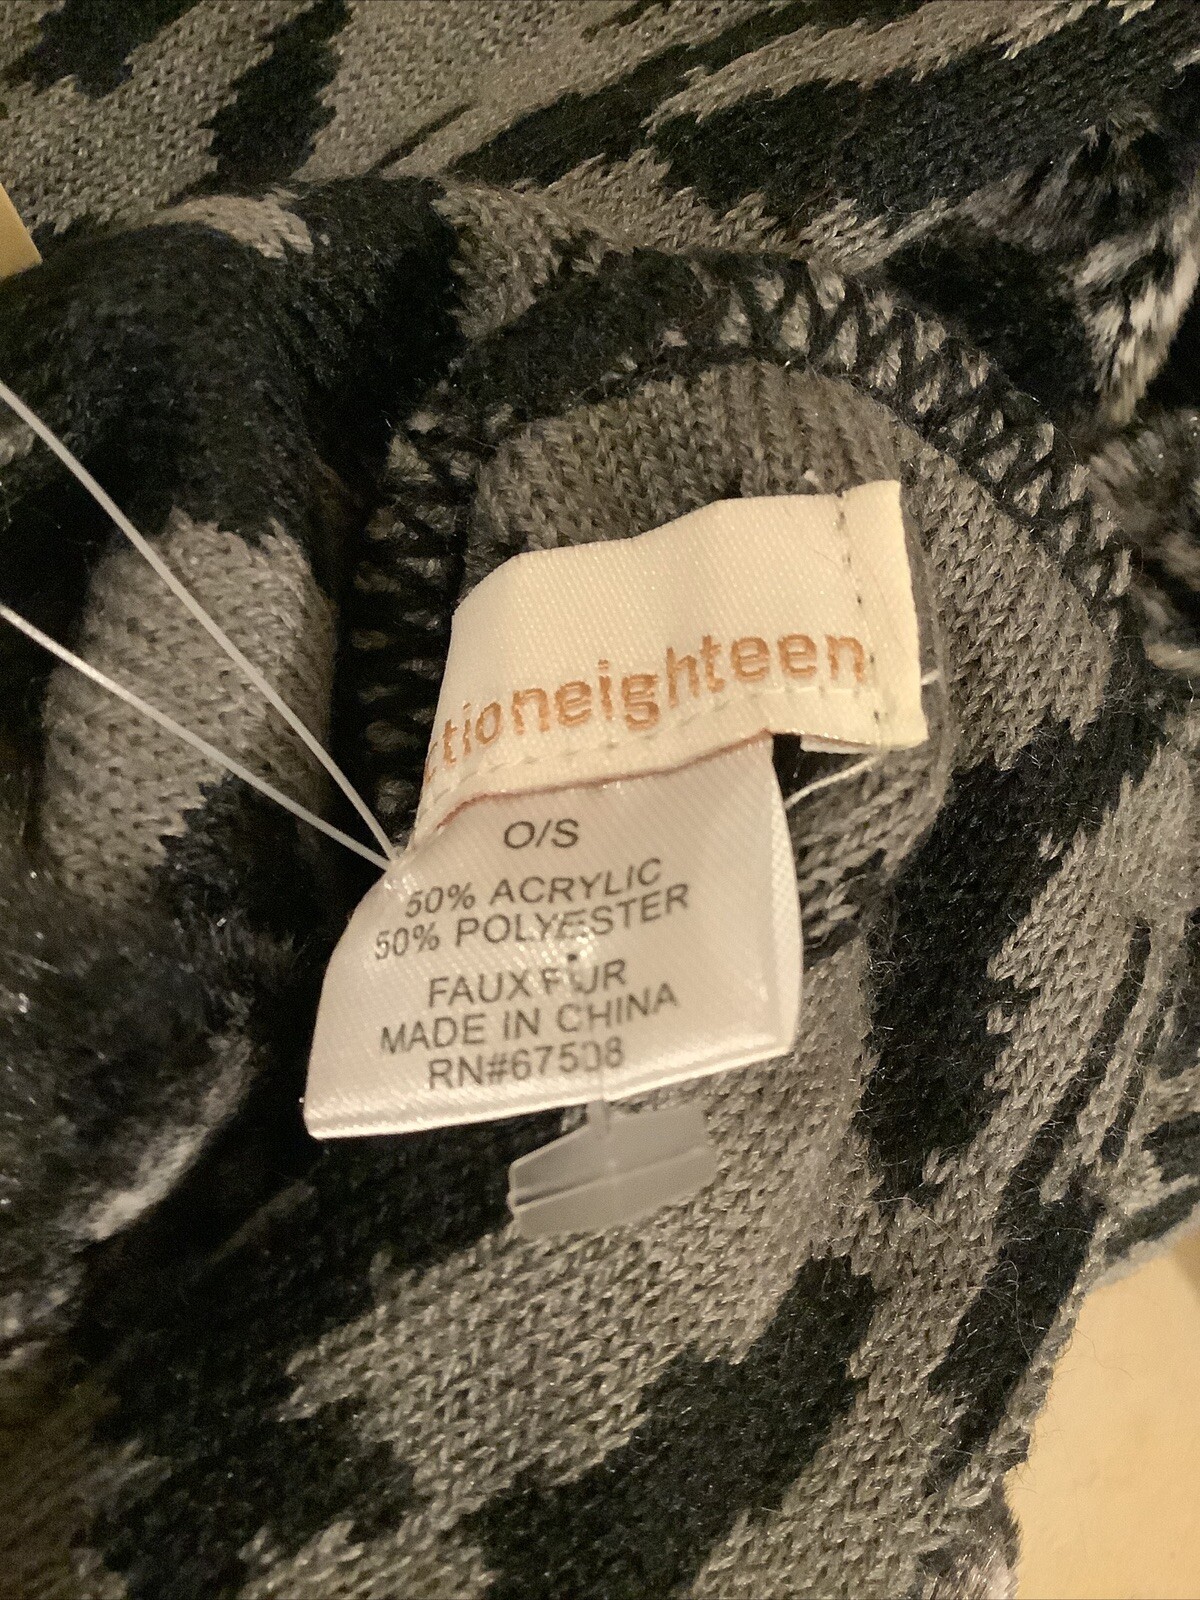 ctioneighteen
O/S
50% ACRYLIC
50% POLYESTER
FAUX FUR
MADE IN CHINA
RN#67508